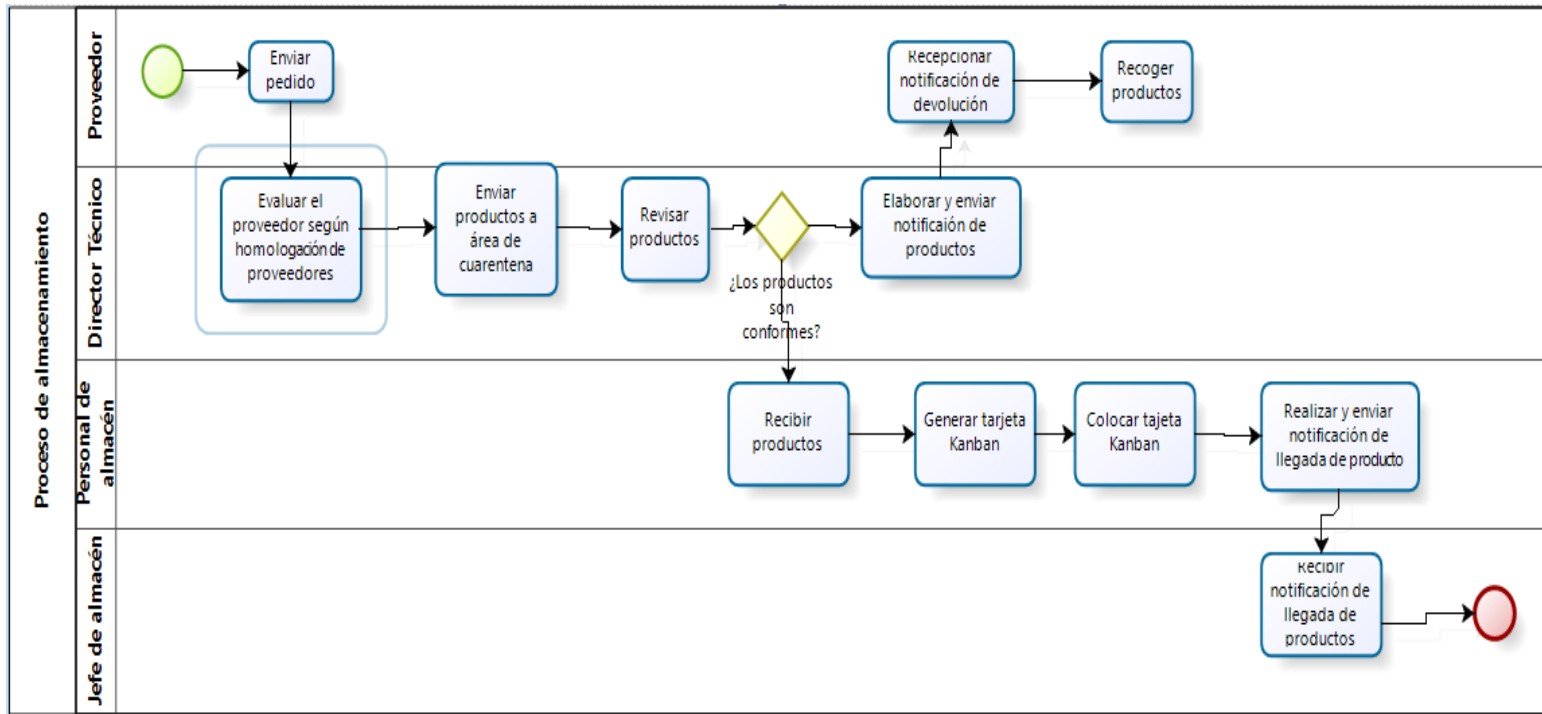 Proceso de almacenamiento
Proveedor
Enviar
pedido
Recepcionar
notificación de
devolución
Recoger
productos
Director Técnico
Evaluar el
proveedor según
homologación de
proveedores
Enviar
productos a
área de
cuarentena
Revisar
productos
¿Los productos
son
conformes?
Elaborar y enviar
notificaión de
productos
Personal de
almacén
Recibir
productos
Generar tarjeta
Kanban
Colocar tajeta
Kanban
Realizar y enviar
notificación de
llegada de producto
Jefe de almacén
Recibir
notificación de
llegada de
productos